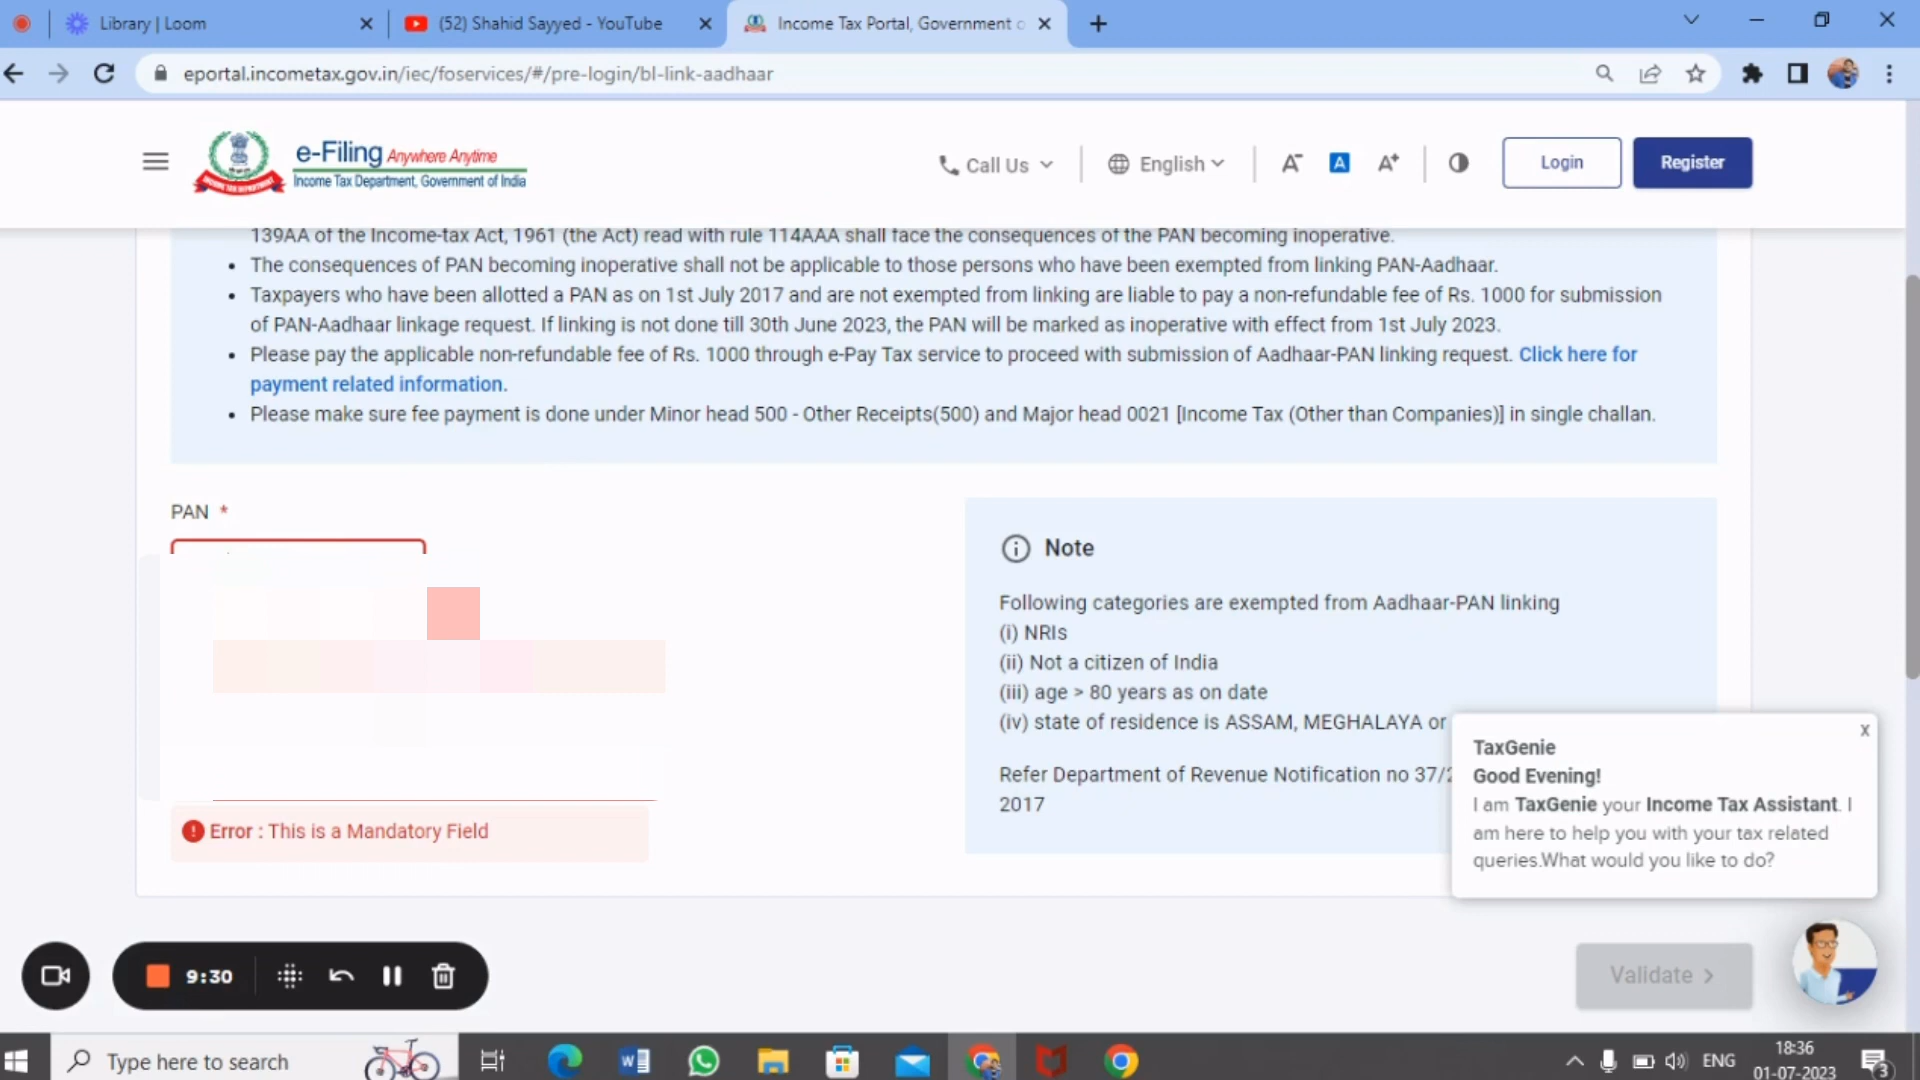 Library | Loom
(52) Shahid Sayyed - YouTube
Income Tax Portal, Government o
eportal.incometax.gov.in/iec/foservices/#/pre-login/bl-link-aadhaar
e-Filing Anywhere Anytime
Income Tax Department, Government of India
INCOME TAX DEPARTMENT
Call Us
English
A- A A+
Login
Register
139AA of the Income-tax Act, 1961 (the Act) read with rule 114AAA shall face the consequences of the PAN becoming inoperative.
• The consequences of PAN becoming inoperative shall not be applicable to those persons who have been exempted from linking PAN-Aadhaar.
• Taxpayers who have been allotted a PAN as on 1st July 2017 and are not exempted from linking are liable to pay a non-refundable fee of Rs. 1000 for submission
of PAN-Aadhaar linkage request. If linking is not done till 30th June 2023, the PAN will be marked as inoperative with effect from 1st July 2023.
• Please pay the applicable non-refundable fee of Rs. 1000 through e-Pay Tax service to proceed with submission of Aadhaar-PAN linking request. Click here for
payment related information.
• Please make sure fee payment is done under Minor head 500 - Other Receipts(500) and Major head 0021 [Income Tax (Other than Companies)] in single challan.
PAN *
Error : This is a Mandatory Field
Note
Following categories are exempted from Aadhaar-PAN linking
(i) NRIs
(ii) Not a citizen of India
(iii) age > 80 years as on date
(iv) state of residence is ASSAM, MEGHALAYA or
Refer Department of Revenue Notification no 37/2
2017
x
TaxGenie
Good Evening!
I am TaxGenie your Income Tax Assistant. I
am here to help you with your tax related
queries.What would you like to do?
Validate >
9:30
Type here to search
ENG
18:36
01-07-2023
3